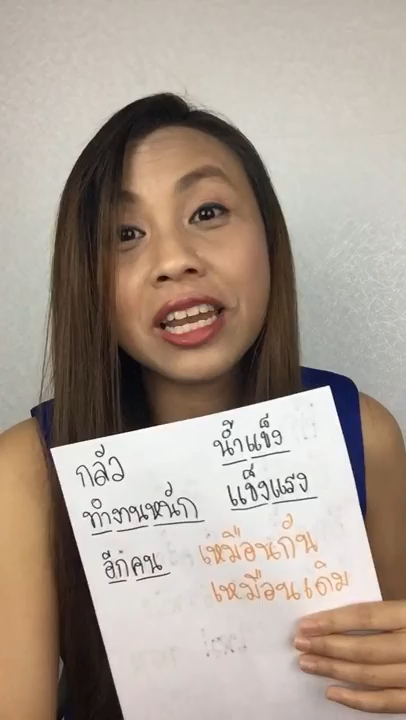 กลัว
ทำงานหนัก
อีกคน
น้ำแข็ง
แข็งแรง
เหมือนกัน
เหมือนเดิม